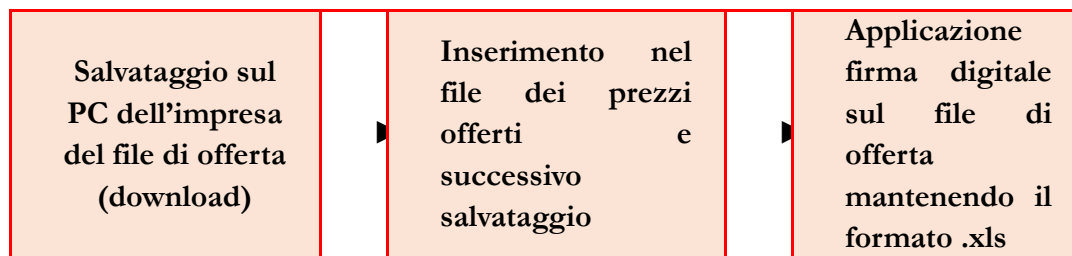 Salvataggio sul
PC dell’impresa
del file di offerta
(download)
Inserimento nel
file dei prezzi
offerti e
successivo
salvataggio
Applicazione
firma digitale
sul file di
offerta
mantenendo il
formato .xls